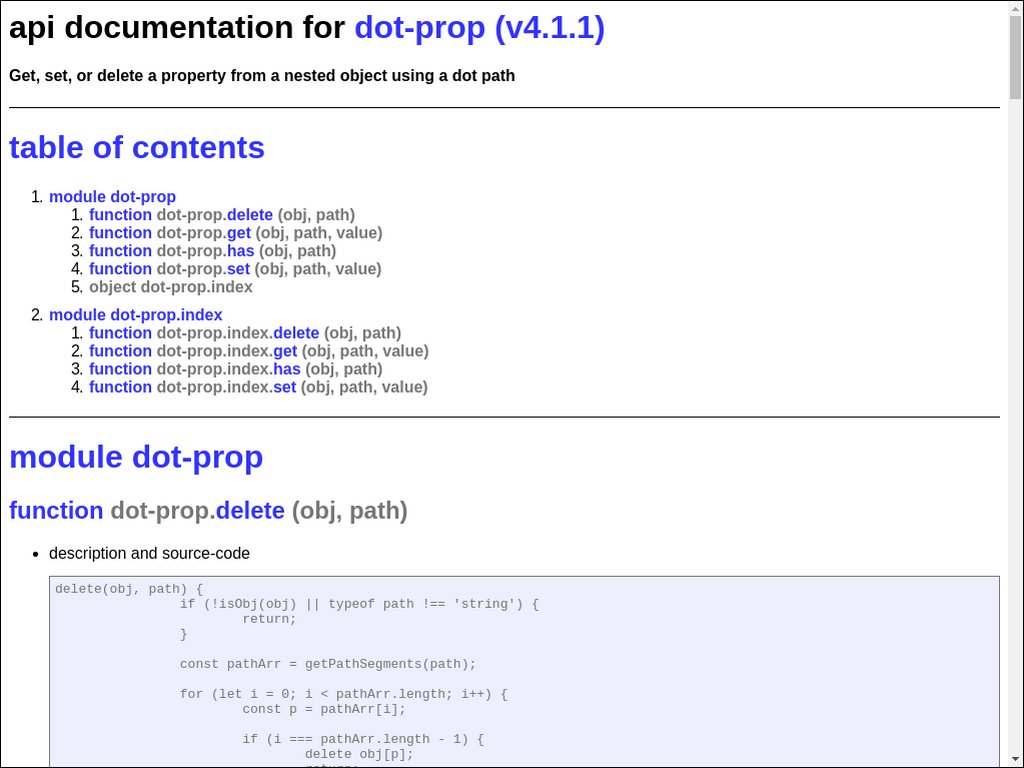 api documentation for dot-prop (v4.1.1)
Get, set, or delete a property from a nested object using a dot path
table of contents
1. module dot-prop
1. function dot-prop.delete (obj, path)
2. function dot-prop.get (obj, path, value)
3. function dot-prop.has (obj, path)
4. function dot-prop.set (obj, path, value)
5. object dot-prop.index
2. module dot-prop.index
1. function dot-prop.index.delete (obj, path)
2. function dot-prop.index.get (obj, path, value)
3. function dot-prop.index.has (obj, path)
4. function dot-prop.index.set (obj, path, value)
module dot-prop
function dot-prop.delete (obj, path)
• description and source-code
delete(obj, path) {
if (!isObj(obj) || typeof path !== 'string') {
return;
}
const pathArr = getPathSegments(path);
for (let i = 0; i < pathArr.length; i++) {
const p = pathArr[i];
if (i === pathArr.length - 1) {
delete obj[p];